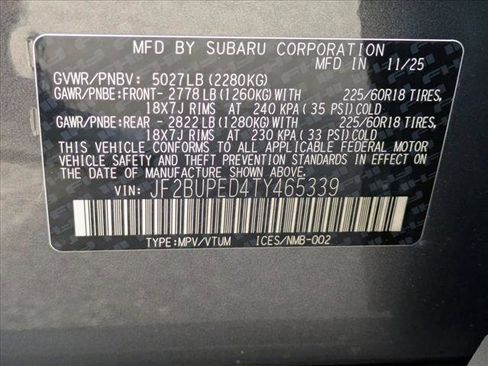 MFD BY SUBARU CORPORATION
MFD IN 11/25
GVWR/PNBV: 5027LB (2280KG)
GAWR/PNBE:FRONT- 2778 LB (1260KG)WITH 225/60R18 TIRES,
18X7J RIMS AT 240 KPA (35 PSI)COLD
GAWR/PNBE:REAR - 2822LB (1280KG)WITH 225/60R18 TIRES,
18X7J RIMS AT 230 KPA (33 PSI)COLD
THIS VEHICLE CONFORMS TO ALL APPLICABLE FEDERAL MOTOR
VEHICLE SAFETY AND THEFT PREVENTION STANDARDS IN EFFECT
ON THE DATE OF MANUFACTURE SHOWN ABOVE.
VIN: JF2BUPED4TY465339
TYPE:MPV/VTUM ICES/NMB-002